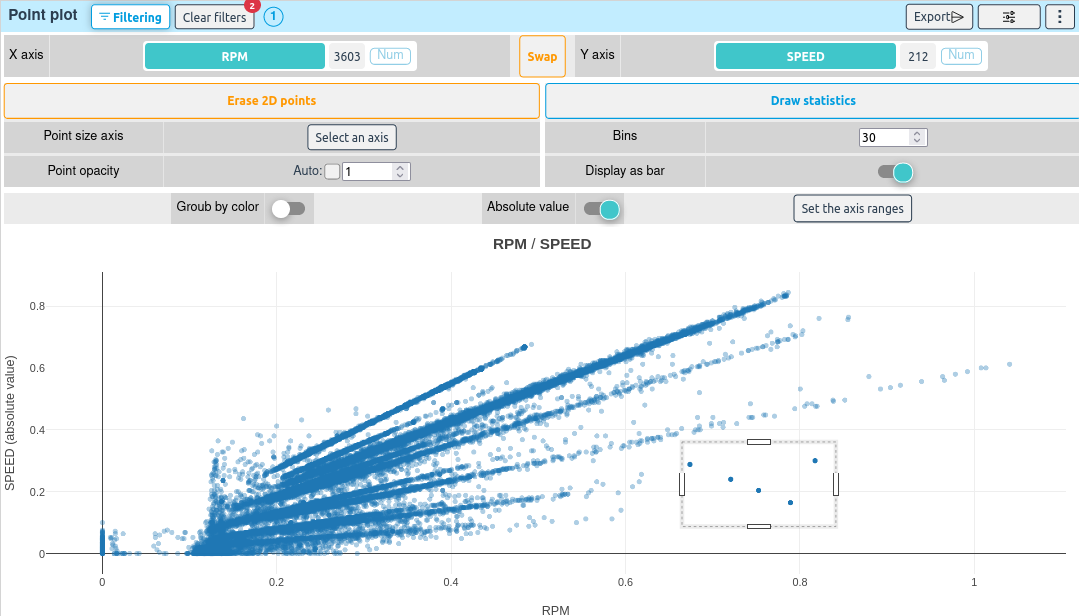 Point plot Filtering Clear filters 2 1 Export
X axis RPM 3603 Num Swap Y axis SPEED 212 Num
Erase 2D points Draw statistics
Point size axis Select an axis Bins 30
Point opacity Auto: 1 Display as bar
Groub by color Absolute value Set the axis ranges
RPM / SPEED
SPEED (absolute value)
0.8
0.6
0.4
0.2
0
0 0.2 0.4 0.6 0.8 1
RPM